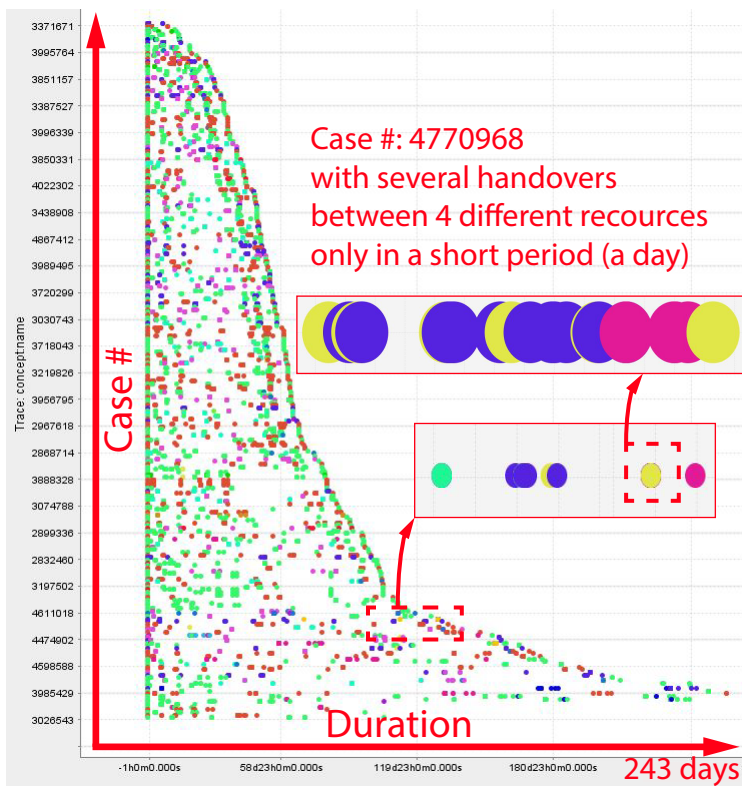 3371671
3995764
3851157
3387527
3996339
3850331
4022302
3438908
4867412
3989495
3720299
3030743
3718043
3219826
3956795
2967618
2868714
3888328
3074788
2899336
2832460
3197502
4611018
4474902
4598588
3985429
3026543
Trace: concept:name
Case #
Case #: 4770968
with several handovers
between 4 different recources
only in a short period (a day)
Duration
-1h0m0.000s
58d23h0m0.000s
119d23h0m0.000s
180d23h0m0.000s
243 days